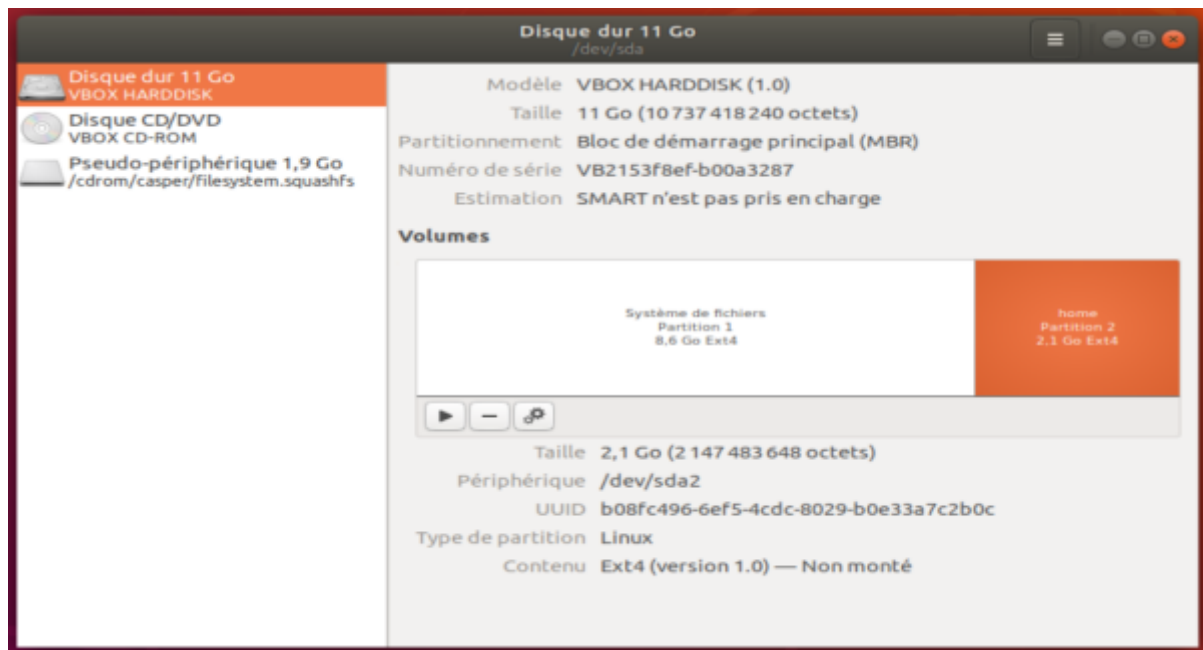 Disque dur 11 Go
/dev/sda
Disque dur 11 Go
VBOX HARDDISK
Disque CD/DVD
VBOX CD-ROM
Pseudo-périphérique 1,9 Go
/cdrom/casper/filesystem.squashfs
Modèle VBOX HARDDISK (1.0)
Taille 11 Go (10 737 418 240 octets)
Partitionnement Bloc de démarrage principal (MBR)
Numéro de série VB2153f8ef-b00a3287
Estimation SMART n'est pas pris en charge
Volumes
Système de fichiers
Partition 1
8,6 Go Ext4
home
Partition 2
2,1 Go Ext4
Taille 2,1 Go (2 147 483 648 octets)
Périphérique /dev/sda2
UUID b08fc496-6ef5-4cdc-8029-b0e33a7c2b0c
Type de partition Linux
Contenu Ext4 (version 1.0) — Non monté